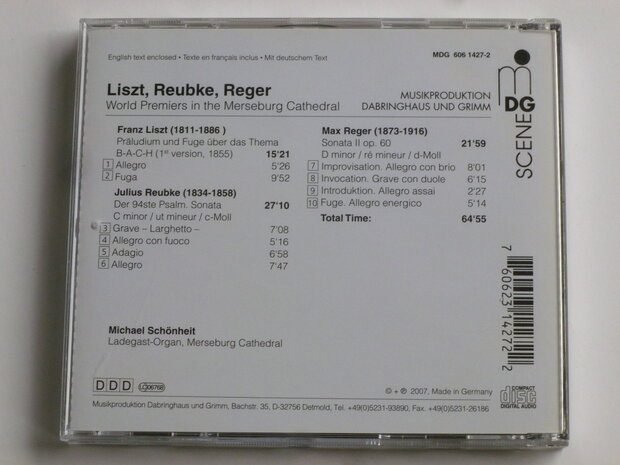 English text enclosed • Texte en français inclus • Mit deutschem Text
MDG 606 1427-2
Liszt, Reubke, Reger
World Premiers in the Merseburg Cathedral
MUSIKPRODUKTION
DABRINGHAUS UND GRIMM
MDG
SCENE
Franz Liszt (1811-1886 )
Präludium und Fuge über das Thema
B-A-C-H (1st version, 1855) 15'21
1 Allegro 5'26
2 Fuga 9'52
Julius Reubke (1834-1858)
Der 94ste Psalm. Sonata 27'10
C minor / ut mineur / c-Moll
3 Grave – Larghetto – 7'08
4 Allegro con fuoco 5'16
5 Adagio 6'58
6 Allegro 7'47
Max Reger (1873-1916)
Sonata II op. 60 21'59
D minor / ré mineur / d-Moll
7 Improvisation. Allegro con brio 8'01
8 Invocation. Grave con duole 6'15
9 Introduktion. Allegro assai 2'27
10 Fuge. Allegro energico 5'14
Total Time: 64'55
7 60623 14272 2
Michael Schönheit
Ladegast-Organ, Merseburg Cathedral
DDD
LC 06768
© + ℗ 2007, Made in Germany
COMPACT
disc
DIGITAL AUDIO
Musikproduktion Dabringhaus und Grimm, Bachstr. 35, D-32756 Detmold, Tel. +49(0)5231-93890, Fax +49(0)5231-26186